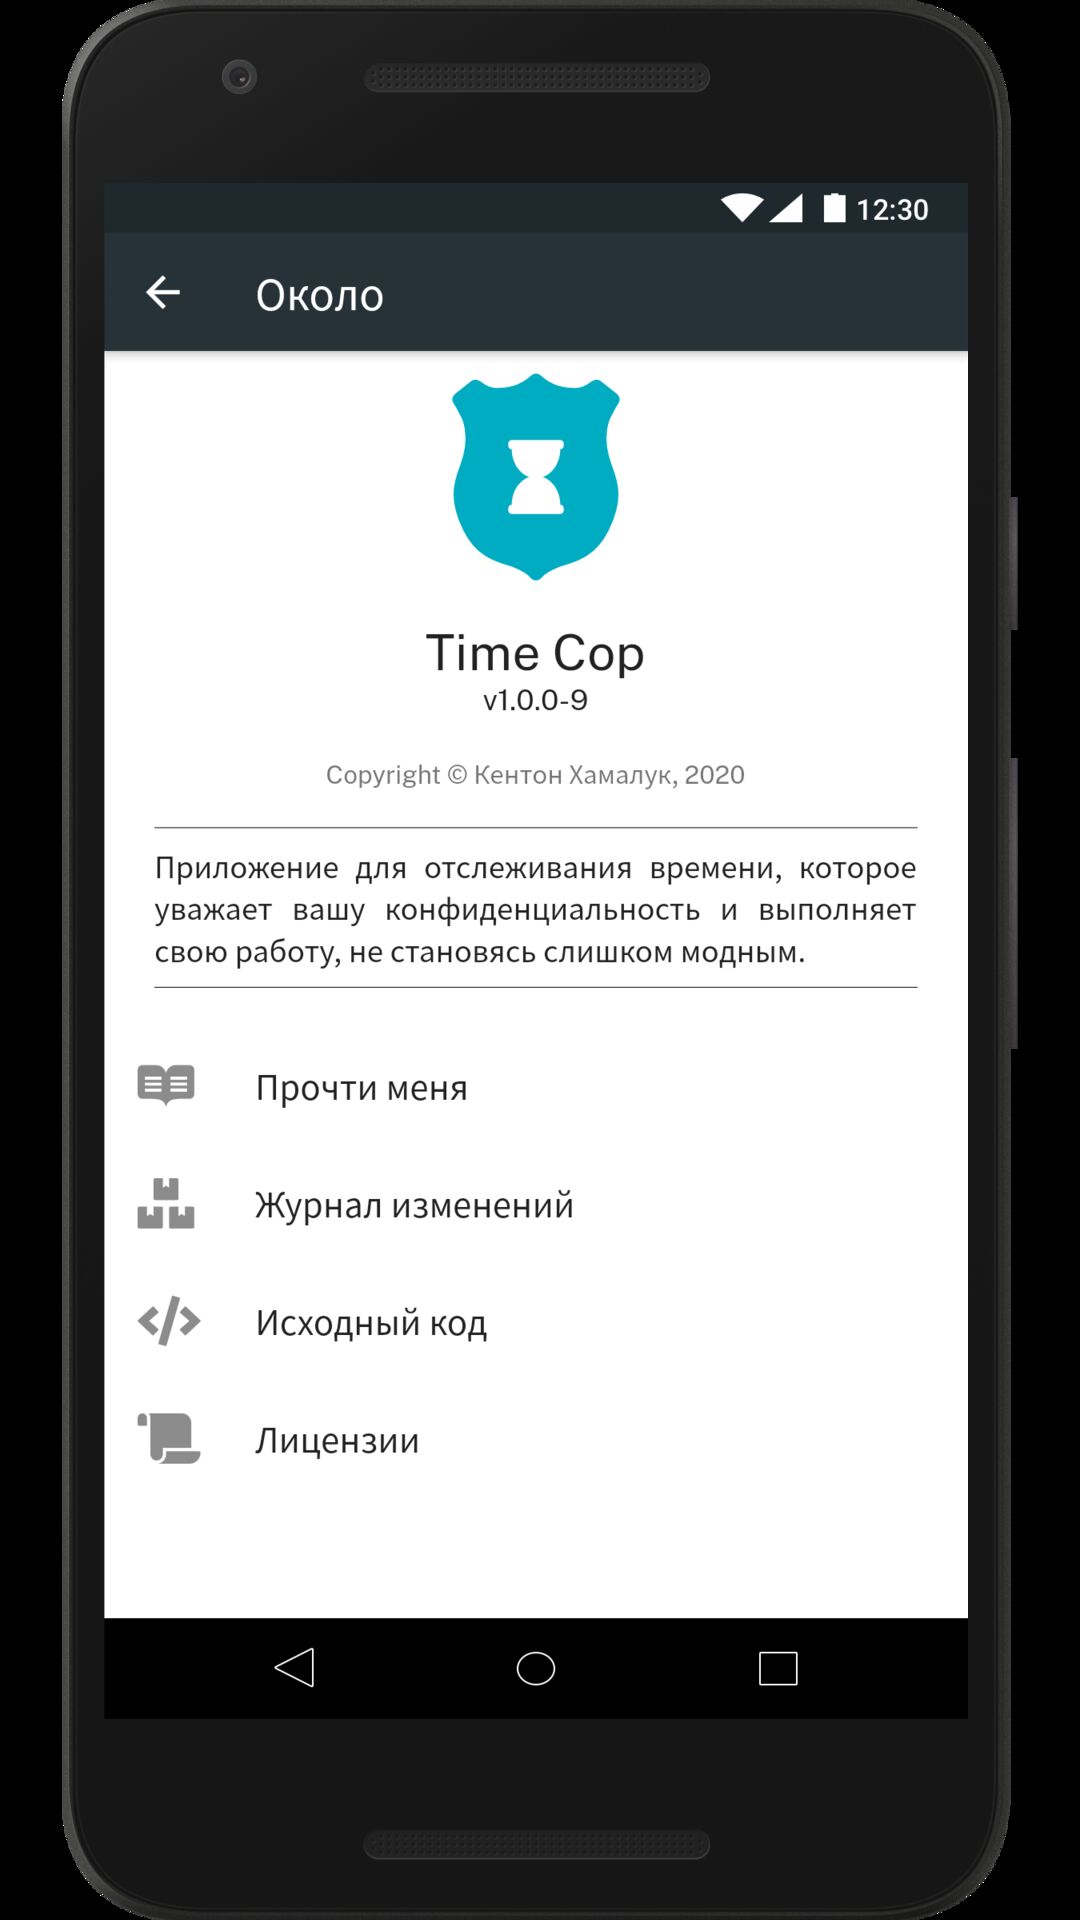 12:30
Около
Time Cop
v1.0.0-9
Copyright © Кентон Хамалук, 2020
Приложение для отслеживания времени, которое
уважает вашу конфиденциальность и выполняет
свою работу, не становясь слишком модным.
Прочти меня
Журнал изменений
Исходный код
Лицензии